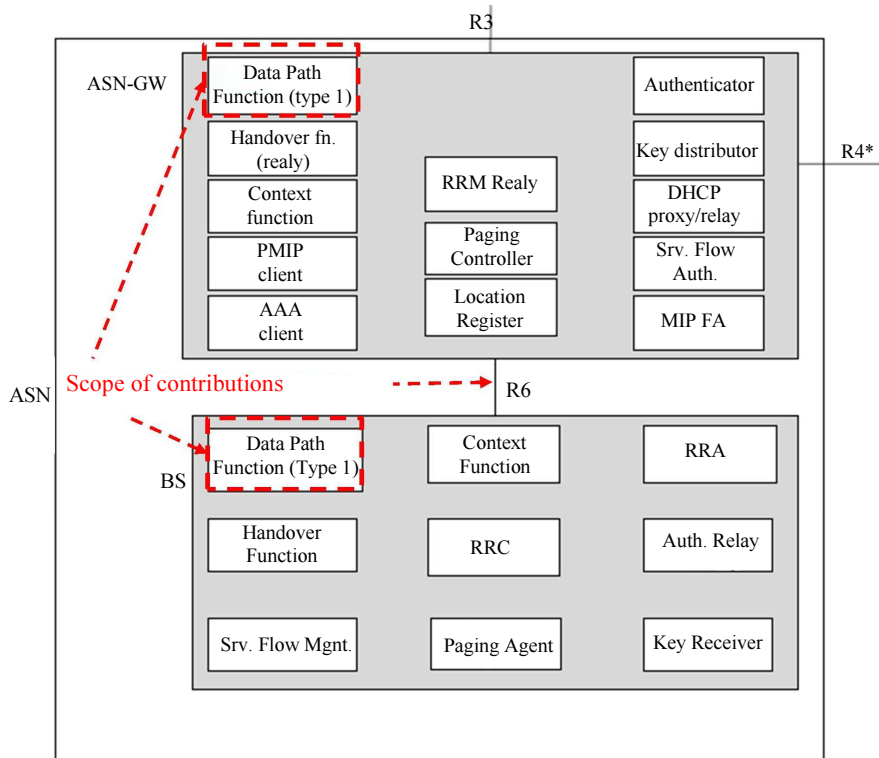 R3
ASN-GW
Data Path
Function (type 1)
Handover fn.
(realy)
Context
function
PMIP
client
AAA
client
RRM Realy
Paging
Controller
Location
Register
Authenticator
Key distributor
DHCP
proxy/relay
Srv. Flow
Auth.
MIP FA
R4*
ASN
Scope of contributions
R6
BS
Data Path
Function (Type 1)
Context
Function
RRA
Handover
Function
RRC
Auth. Relay
Srv. Flow Mgnt.
Paging Agent
Key Receiver